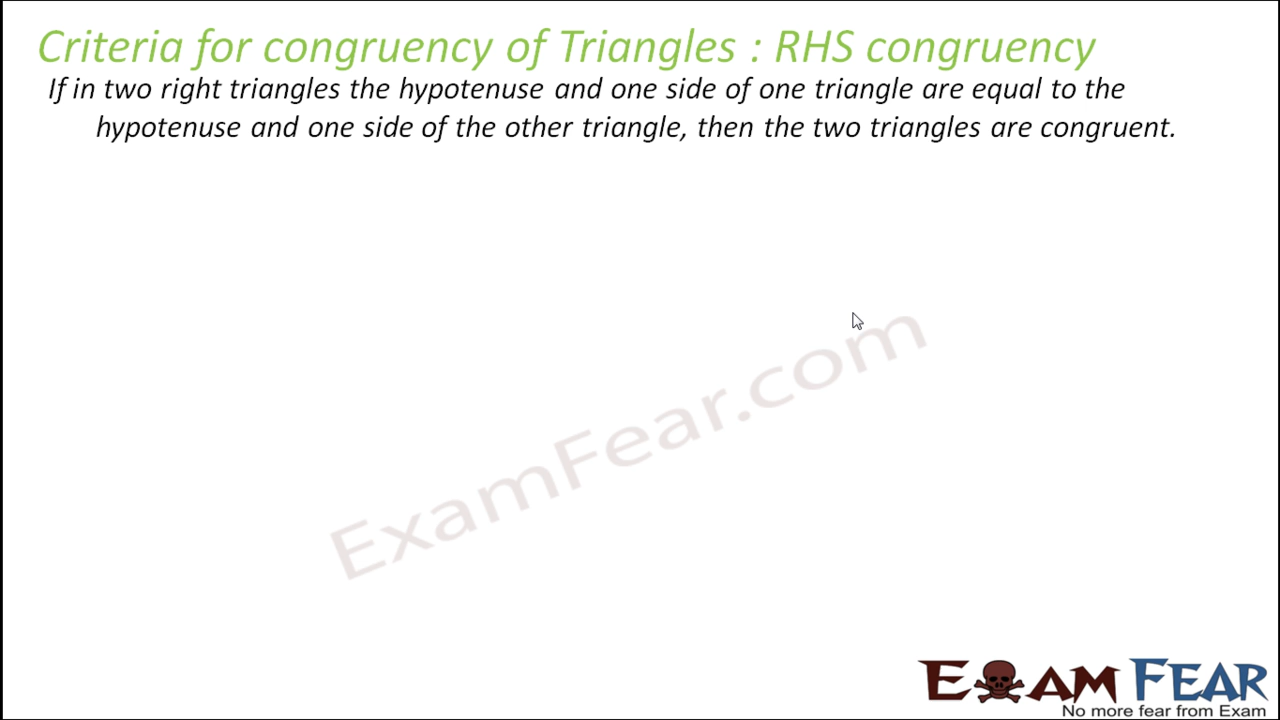 Criteria for congruency of Triangles : RHS congruency
If in two right triangles the hypotenuse and one side of one triangle are equal to the
hypotenuse and one side of the other triangle, then the two triangles are congruent.
ExamFear.com
EXAM FEAR
No more fear from Exam